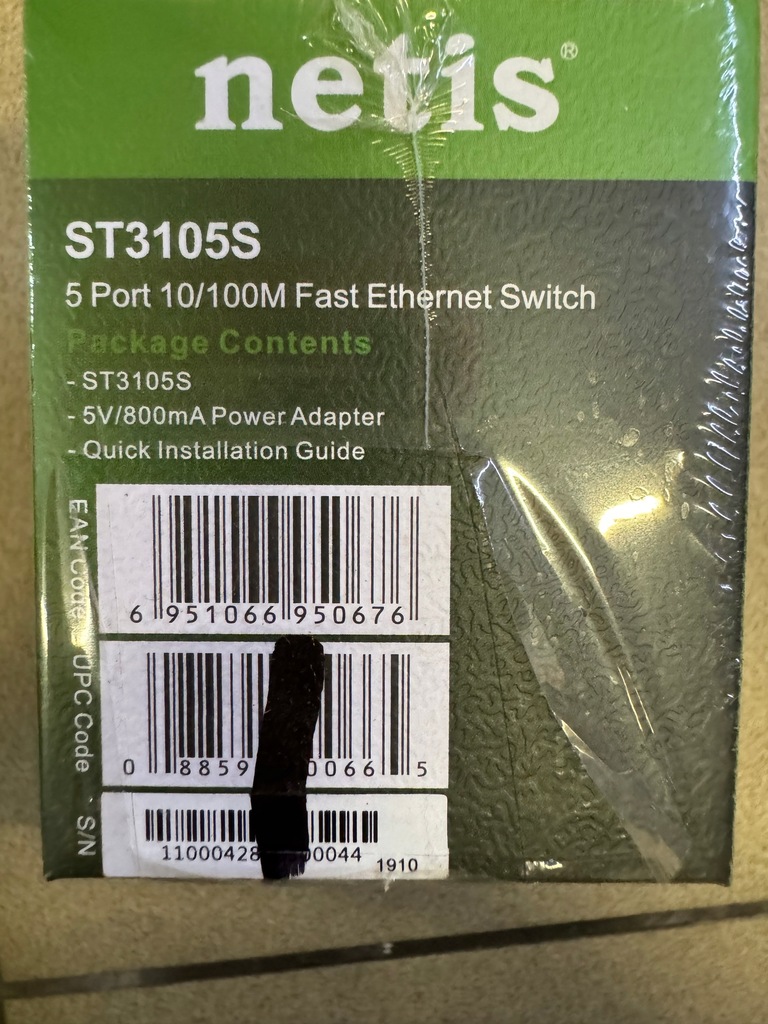 netis®
ST3105S
5 Port 10/100M Fast Ethernet Switch
Package Contents
- ST3105S
- 5V/800mA Power Adapter
- Quick Installation Guide
EAN Code
6 951066 950676
UPC Code
0 8859 0066 5
S/N
11000428 00044
1910